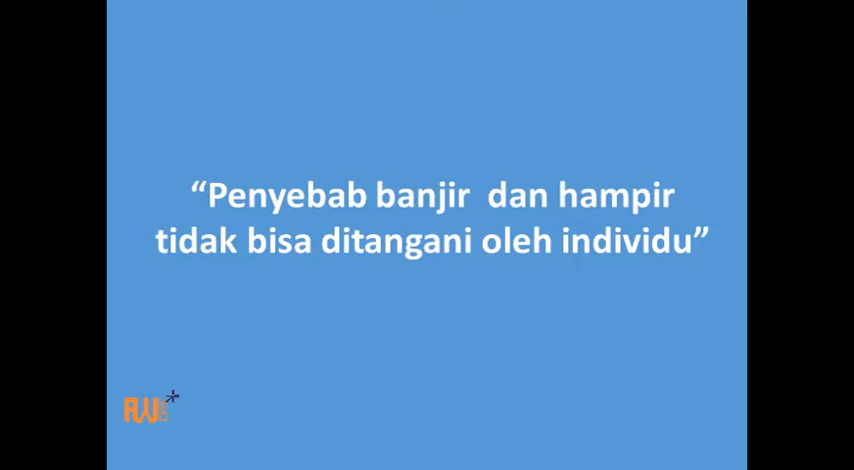 “Penyebab banjir  dan hampir
tidak bisa ditangani oleh individu”